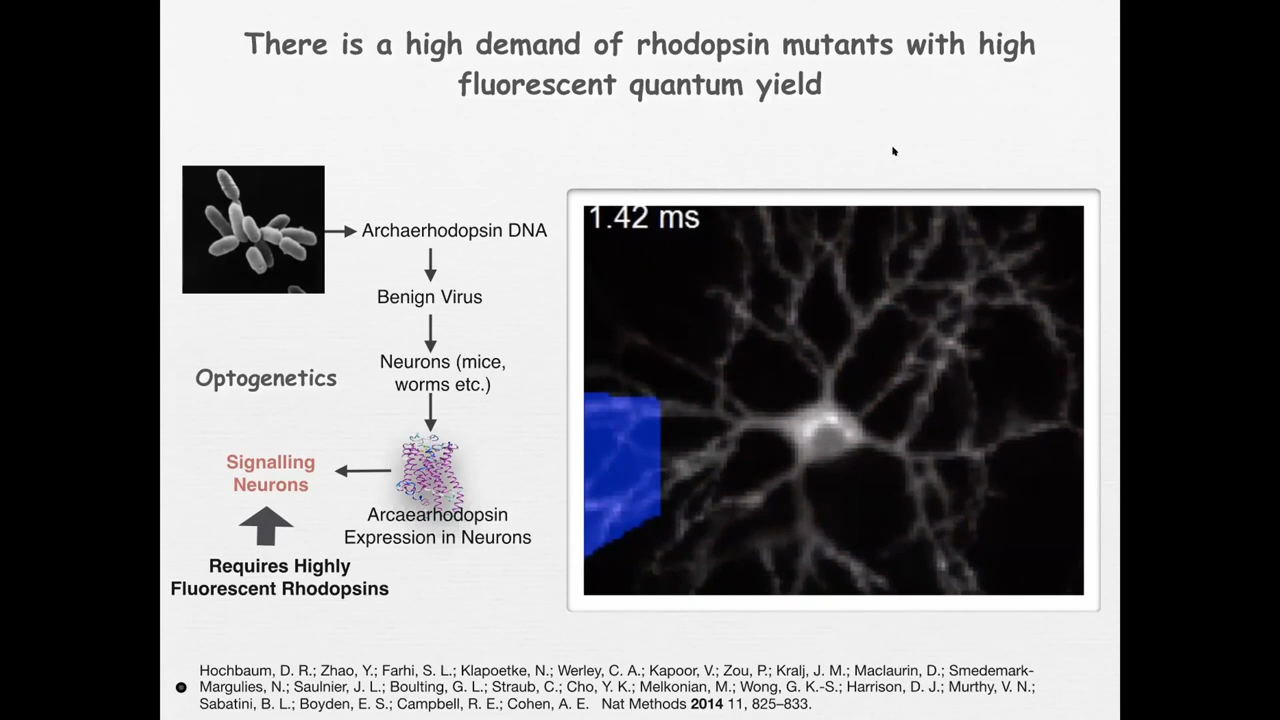 There is a high demand of rhodopsin mutants with high
fluorescent quantum yield
Archaerhodopsin DNA
Benign Virus
Neurons (mice,
worms etc.)
Optogenetics
Signalling
Neurons
Arcaearhodopsin
Expression in Neurons
Requires Highly
Fluorescent Rhodopsins
1.42 ms
Hochbaum, D. R.; Zhao, Y.; Farhi, S. L.; Klapoetke, N.; Werley, C. A.; Kapoor, V.; Zou, P.; Kralj, J. M.; Maclaurin, D.; Smedemark-
Margulies, N.; Saulnier, J. L.; Boulting, G. L.; Straub, C.; Cho, Y. K.; Melkonian, M.; Wong, G. K.-S.; Harrison, D. J.; Murthy, V. N.;
Sabatini, B. L.; Boyden, E. S.; Campbell, R. E.; Cohen, A. E. Nat Methods 2014 11, 825–833.